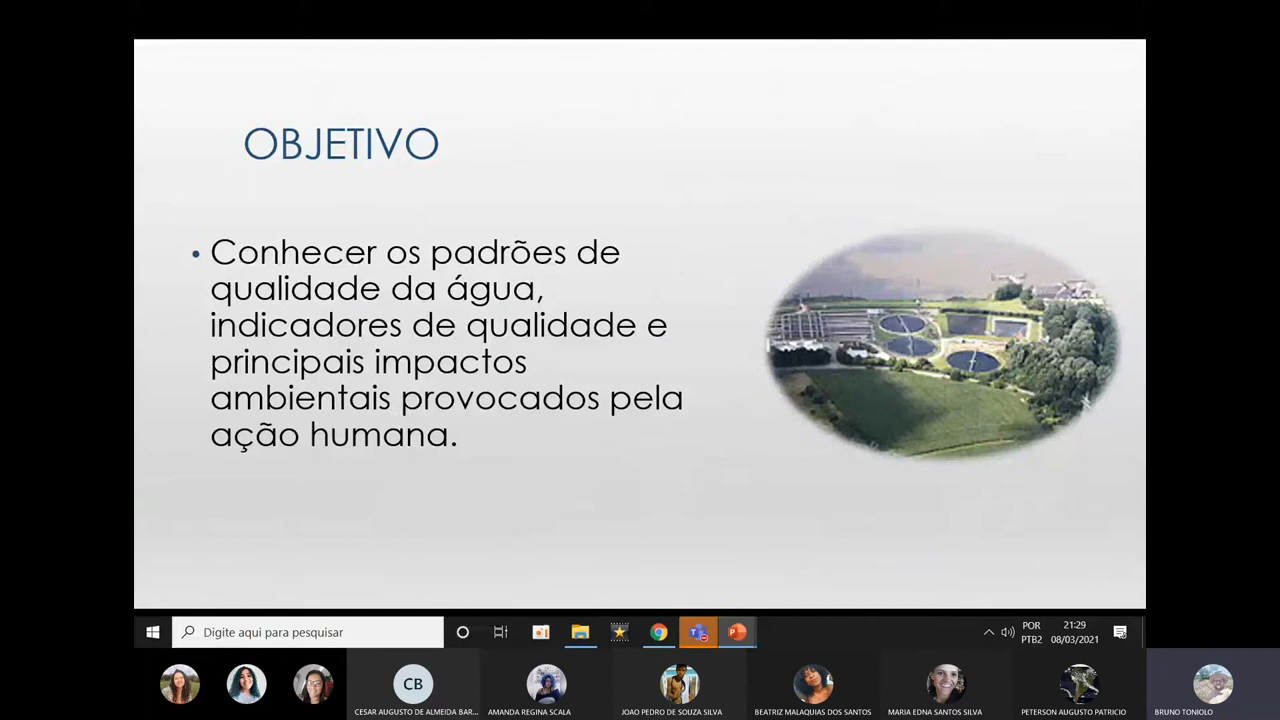 OBJETIVO
• Conhecer os padrões de
qualidade da água,
indicadores de qualidade e
principais impactos
ambientais provocados pela
ação humana.
Digite aqui para pesquisar
POR
PTB2
21:29
08/03/2021
CB
CESAR AUGUSTO DE ALMEIDA BAR...
AMANDA REGINA SCALA
JOAO PEDRO DE SOUZA SILVA
BEATRIZ MALAQUIAS DOS SANTOS
MARIA EDNA SANTOS SILVA
PETERSON AUGUSTO PATRICIO
BRUNO TONIOLO